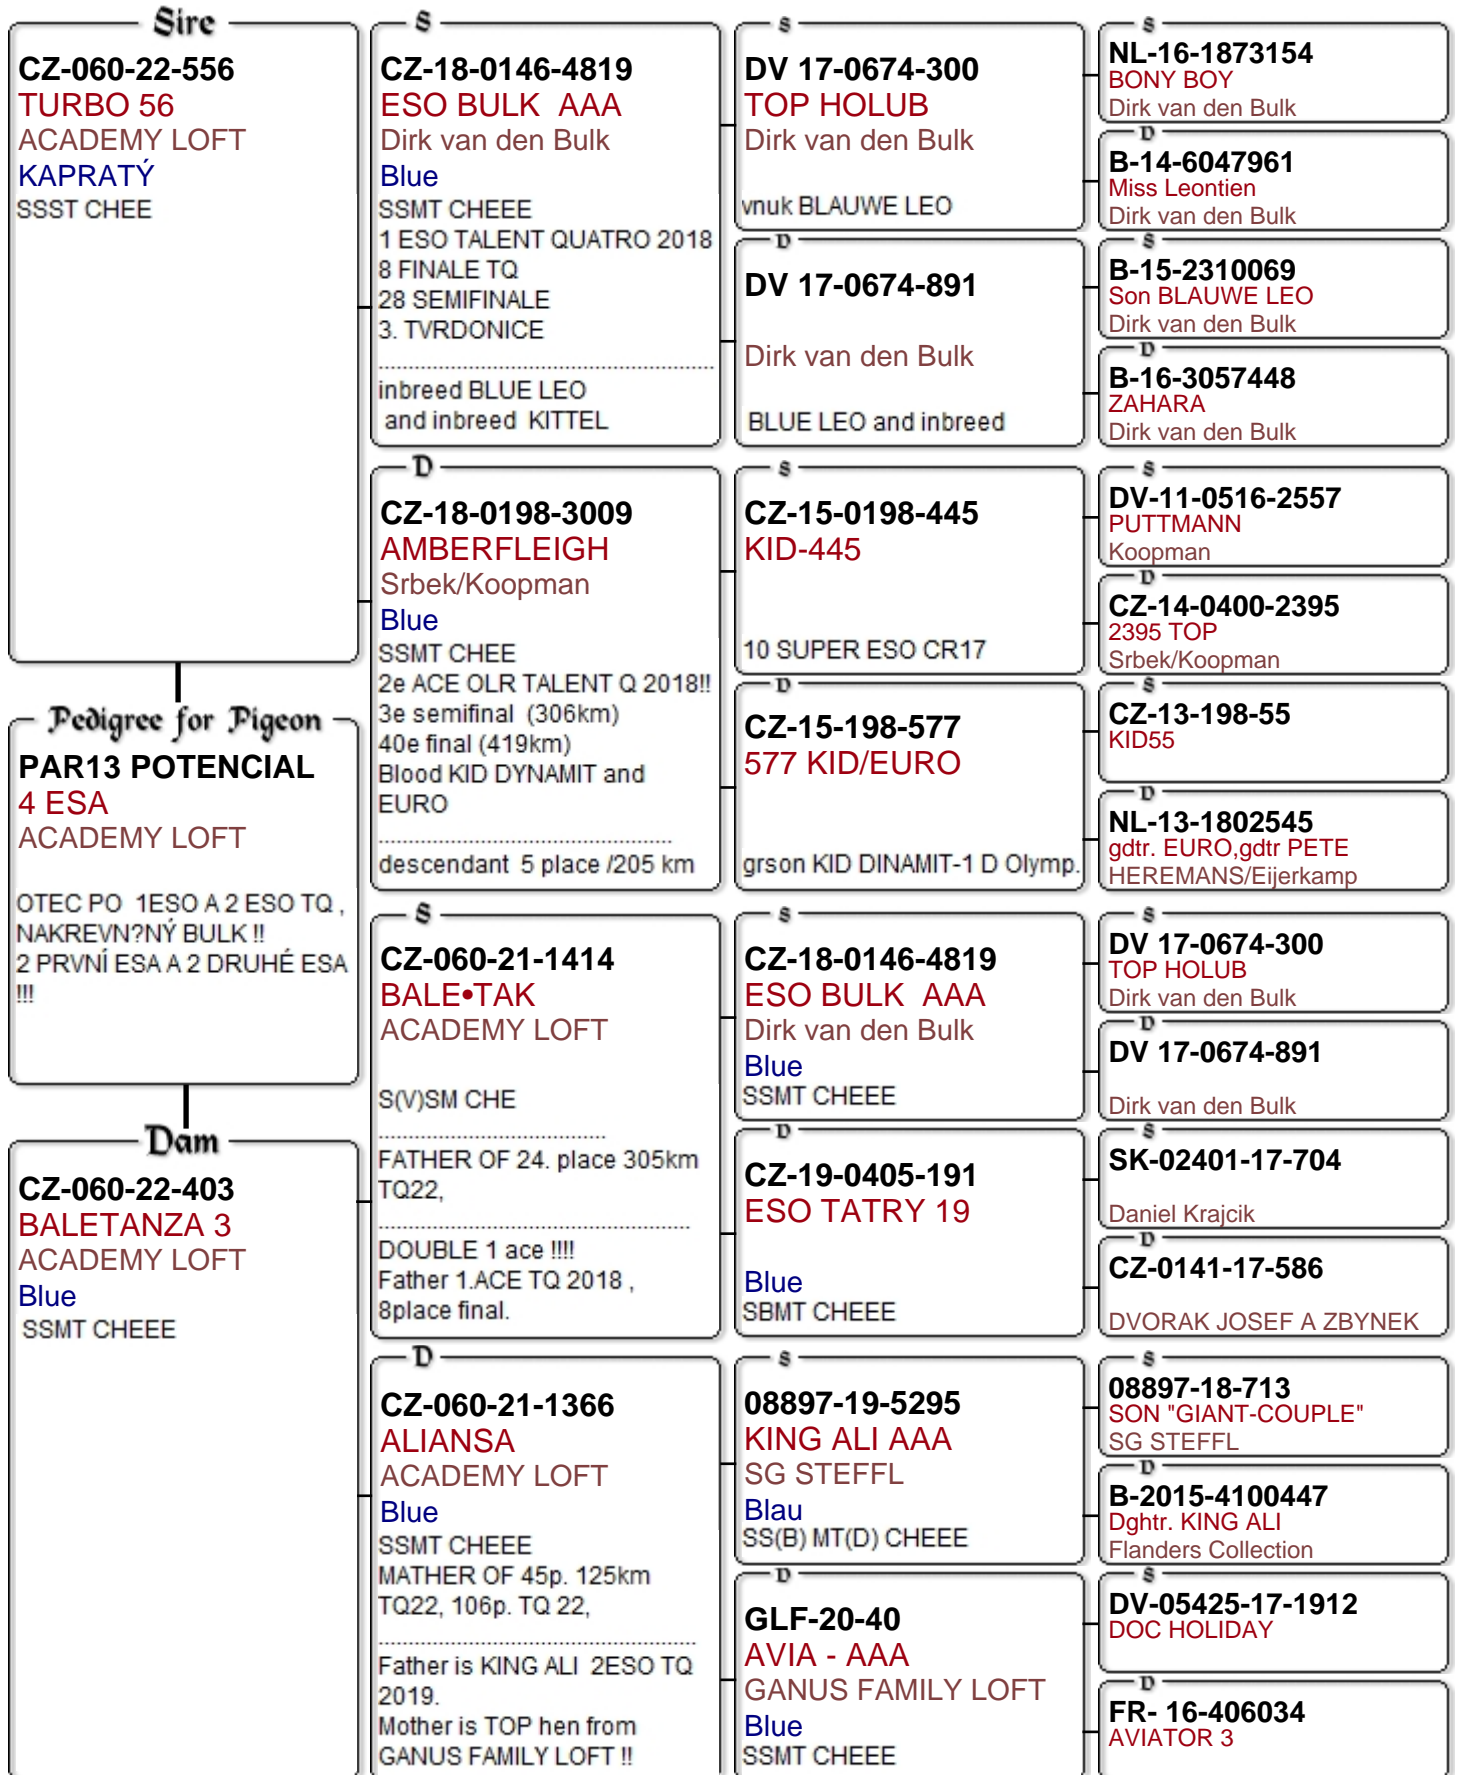 Sire
CZ-060-22-556
TURBO 56
ACADEMY LOFT
KAPRATÝ
SSST CHEE
Pedigree for Pigeon
PAR13 POTENCIAL
4 ESA
ACADEMY LOFT
OTEC PO 1ESO A 2 ESO TQ ,
NAKREVN?NÝ BULK !!
2 PRVNÍ ESA A 2 DRUHÉ ESA
!!!
Dam
CZ-060-22-403
BALETANZA 3
ACADEMY LOFT
Blue
SSMT CHEEE
S
CZ-18-0146-4819
ESO BULK AAA
Dirk van den Bulk
Blue
SSMT CHEEE
1 ESO TALENT QUATRO 2018
8 FINALE TQ
28 SEMIFINALE
3. TVRDONICE
......................................................
inbreed BLUE LEO
and inbreed KITTEL
D
CZ-18-0198-3009
AMBERFLEIGH
Srbek/Koopman
Blue
SSMT CHEE
2e ACE OLR TALENT Q 2018!!
3e semifinal (306km)
40e final (419km)
Blood KID DYNAMIT and
EURO
...............................................
descendant 5 place /205 km
S
CZ-060-21-1414
BALE•TAK
ACADEMY LOFT
S(V)SM CHE
....................................
FATHER OF 24. place 305km
TQ22,
.................................................
DOUBLE 1 ace !!!!
Father 1.ACE TQ 2018 ,
8place final.
D
CZ-060-21-1366
ALIANSA
ACADEMY LOFT
Blue
SSMT CHEEE
MATHER OF 45p. 125km
TQ22, 106p. TQ 22,
..................................................
Father is KING ALI 2ESO TQ
2019.
Mother is TOP hen from
GANUS FAMILY LOFT !!
S
DV 17-0674-300
TOP HOLUB
Dirk van den Bulk
vnuk BLAUWE LEO
D
DV 17-0674-891
Dirk van den Bulk
BLUE LEO and inbreed
S
CZ-15-0198-445
KID-445
10 SUPER ESO CR17
D
CZ-15-198-577
577 KID/EURO
grson KID DINAMIT-1 D Olymp.
S
CZ-18-0146-4819
ESO BULK AAA
Dirk van den Bulk
Blue
SSMT CHEEE
D
CZ-19-0405-191
ESO TATRY 19
Blue
SBMT CHEEE
S
08897-19-5295
KING ALI AAA
SG STEFFL
Blau
SS(B) MT(D) CHEEE
D
GLF-20-40
AVIA - AAA
GANUS FAMILY LOFT
Blue
SSMT CHEEE
S
NL-16-1873154
BONY BOY
Dirk van den Bulk
D
B-14-6047961
Miss Leontien
Dirk van den Bulk
S
B-15-2310069
Son BLAUWE LEO
Dirk van den Bulk
D
B-16-3057448
ZAHARA
Dirk van den Bulk
S
DV-11-0516-2557
PUTTMANN
Koopman
D
CZ-14-0400-2395
2395 TOP
Srbek/Koopman
S
CZ-13-198-55
KID55
D
NL-13-1802545
gdtr. EURO,gdtr PETE
HEREMANS/Eijerkamp
S
DV 17-0674-300
TOP HOLUB
Dirk van den Bulk
D
DV 17-0674-891
Dirk van den Bulk
S
SK-02401-17-704
Daniel Krajcik
D
CZ-0141-17-586
DVORAK JOSEF A ZBYNEK
S
08897-18-713
SON "GIANT-COUPLE"
SG STEFFL
D
B-2015-4100447
Dghtr. KING ALI
Flanders Collection
S
DV-05425-17-1912
DOC HOLIDAY
D
FR- 16-406034
AVIATOR 3